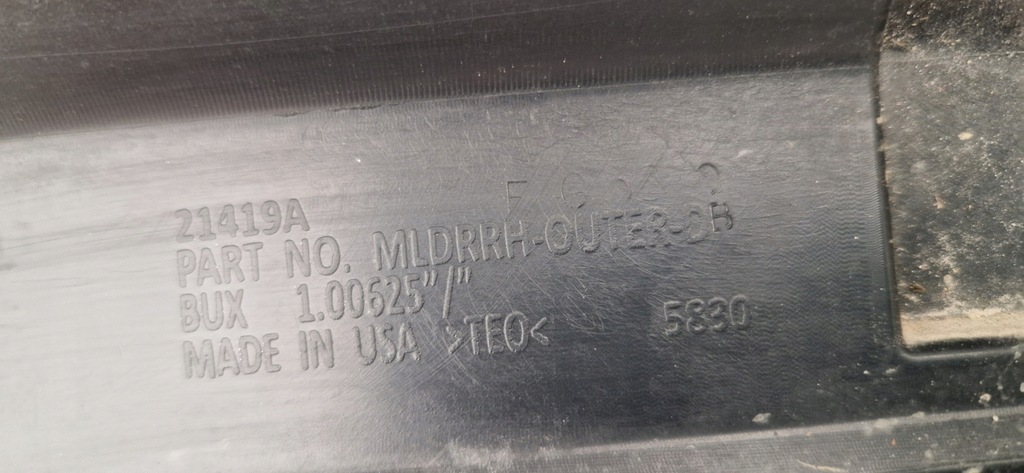 21419A
PART NO. MLDRRH-OUTER-DB
BUX 1.00625"/"
MADE IN USA >TEO< 5830